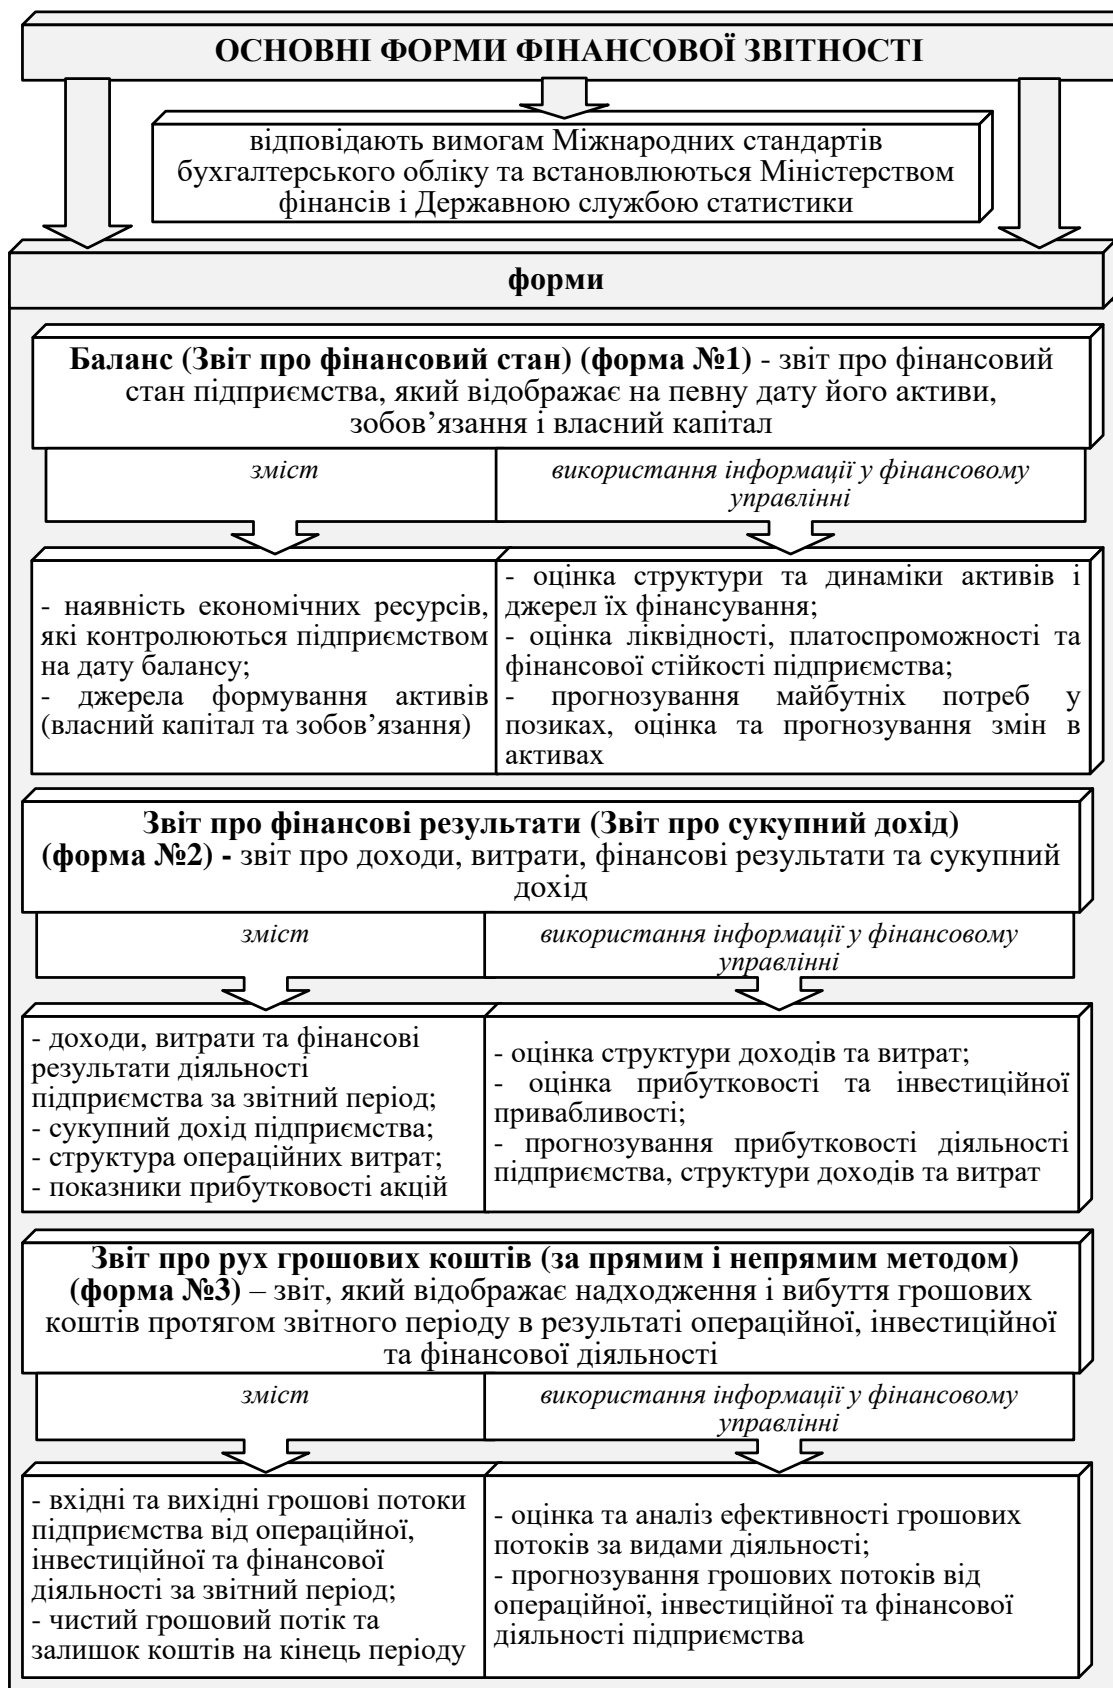 ОСНОВНІ ФОРМИ ФІНАНСОВОЇ ЗВІТНОСТІ
відповідають вимогам Міжнародних стандартів
бухгалтерського обліку та встановлюються Міністерством
фінансів і Державною службою статистики
форми
Баланс (Звіт про фінансовий стан) (форма №1) - звіт про фінансовий
стан підприємства, який відображає на певну дату його активи,
зобов’язання і власний капітал
зміст
використання інформації у фінансовому
управлінні
- наявність економічних ресурсів,
які контролюються підприємством
на дату балансу;
- джерела формування активів
(власний капітал та зобов’язання)
- оцінка структури та динаміки активів і
джерел їх фінансування;
- оцінка ліквідності, платоспроможності та
фінансової стійкості підприємства;
- прогнозування майбутніх потреб у
позиках, оцінка та прогнозування змін в
активах
Звіт про фінансові результати (Звіт про сукупний дохід)
(форма №2) - звіт про доходи, витрати, фінансові результати та сукупний
дохід
зміст
використання інформації у фінансовому
управлінні
- доходи, витрати та фінансові
результати діяльності
підприємства за звітний період;
- сукупний дохід підприємства;
- структура операційних витрат;
- показники прибутковості акцій
- оцінка структури доходів та витрат;
- оцінка прибутковості та інвестиційної
привабливості;
- прогнозування прибутковості діяльності
підприємства, структури доходів та витрат
Звіт про рух грошових коштів (за прямим і непрямим методом)
(форма №3) – звіт, який відображає надходження і вибуття грошових
коштів протягом звітного періоду в результаті операційної, інвестиційної
та фінансової діяльності
зміст
використання інформації у фінансовому
управлінні
- вхідні та вихідні грошові потоки
підприємства від операційної,
інвестиційної та фінансової
діяльності за звітний період;
- чистий грошовий потік та
залишок коштів на кінець періоду
- оцінка та аналіз ефективності грошових
потоків за видами діяльності;
- прогнозування грошових потоків від
операційної, інвестиційної та фінансової
діяльності підприємства